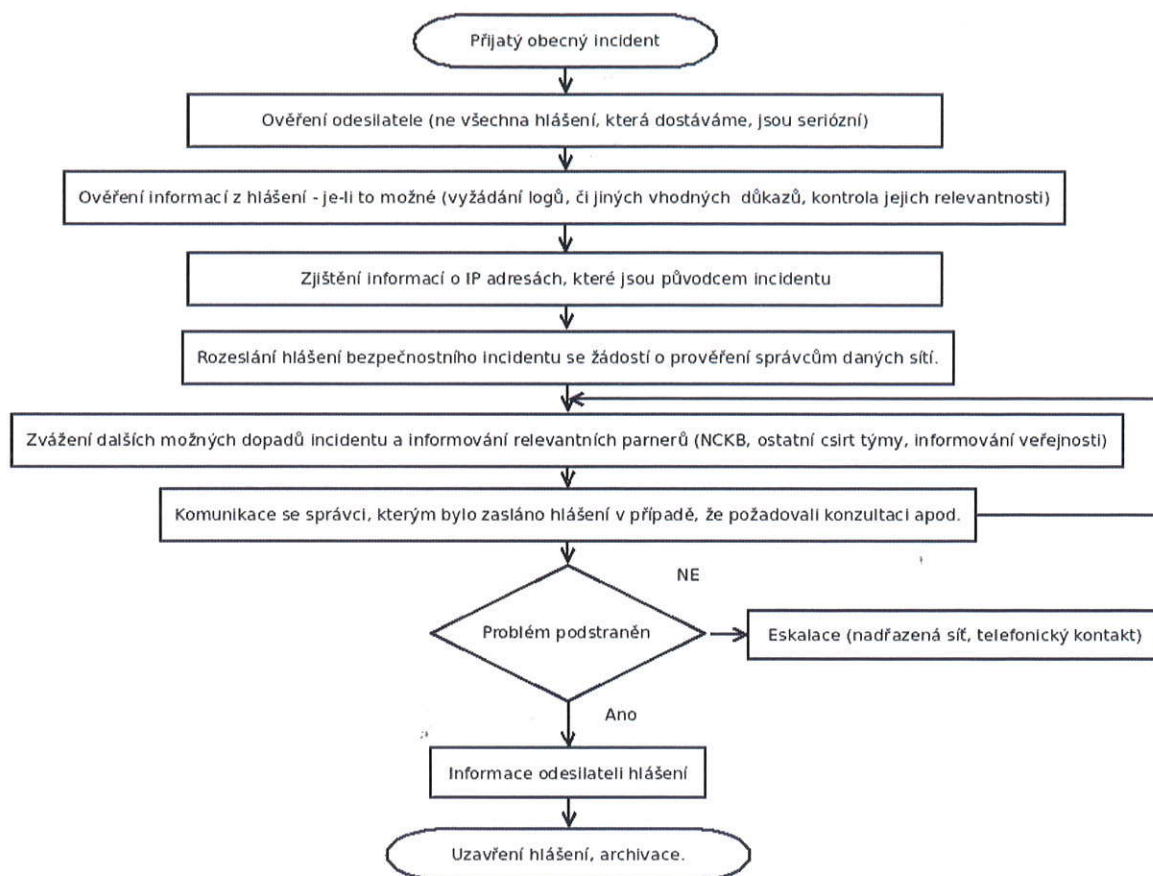 Přijatý obecný incident
Ověření odesilatele (ne všechna hlášení, která dostáváme, jsou seriózní)
Ověření informací z hlášení - je-li to možné (vyžádání logů, či jiných vhodných důkazů, kontrola jejich relevantnosti)
Zjištění informací o IP adresách, které jsou původcem incidentu
Rozeslání hlášení bezpečnostního incidentu se žádostí o prověření správcům daných sítí.
Zvážení dalších možných dopadů incidentu a informování relevantních parnerů (NCKB, ostatní csirt týmy, informování veřejnosti)
Komunikace se správci, kterým bylo zasláno hlášení v případě, že požadovali konzultaci apod.
NE
Problém podstraněn
Eskalace (nadřazená síť, telefonický kontakt)
Ano
Informace odesilateli hlášení
Uzavření hlášení, archivace.